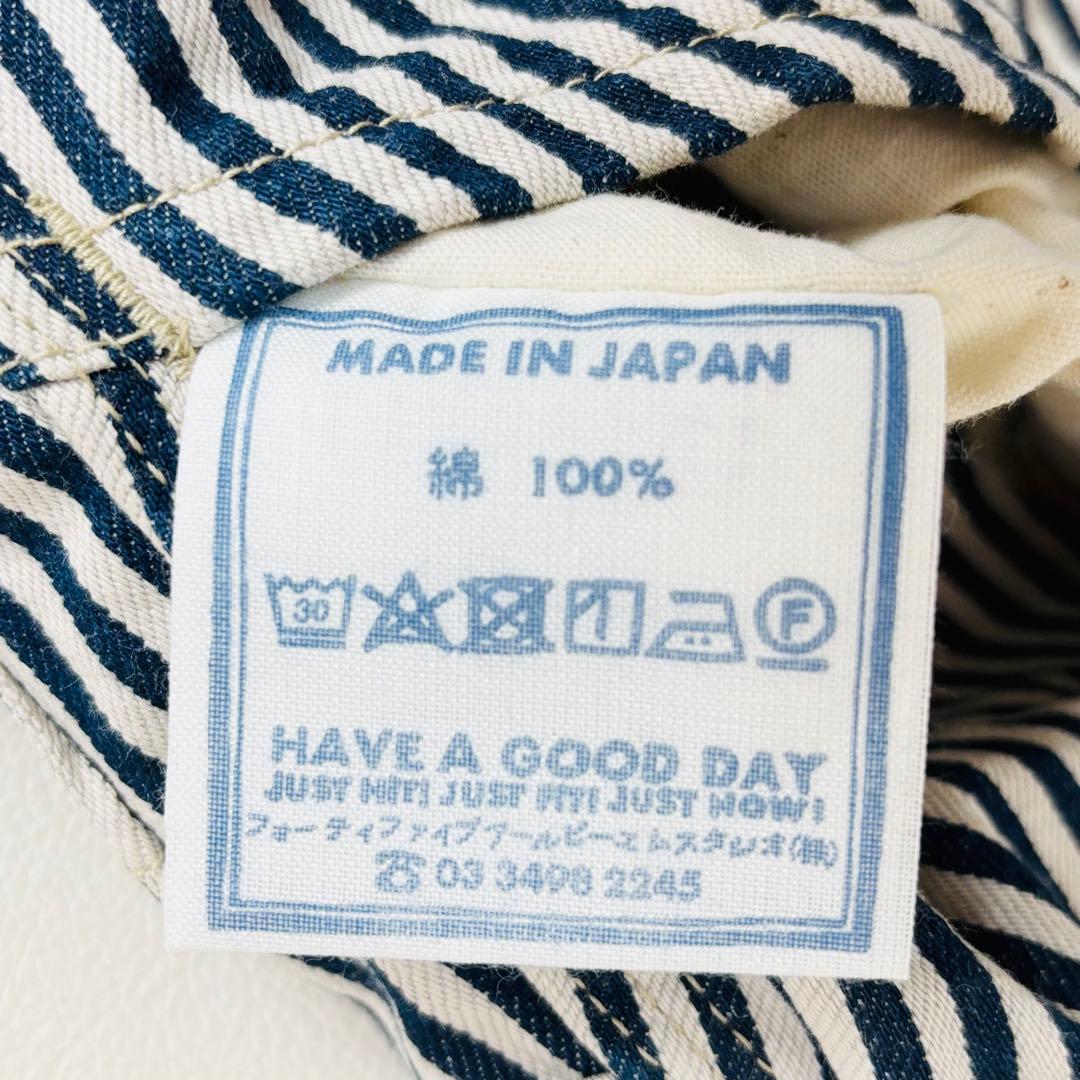 MADE IN JAPAN
綿 100%
30 F
HAVE A GOOD DAY
JUST HIT! JUST FIT! JUST NOW!
フォーティファイブアールピーエムスタジオ(株)
☎ 03 3498 2245